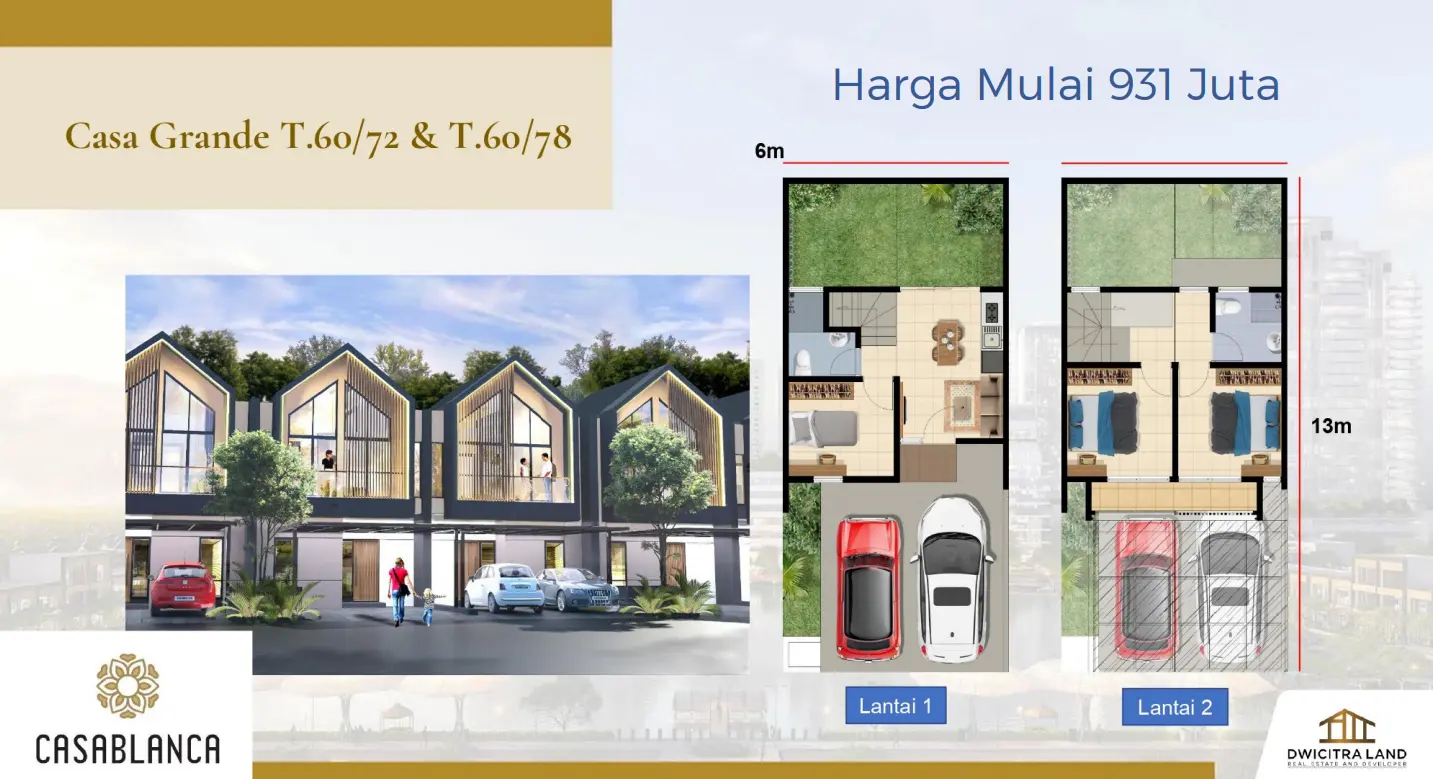 Casa Grande T.60/72 & T.60/78
Harga Mulai 931 Juta
6m
13m
Lantai 1
Lantai 2
CASABLANCA
DWICITRA LAND
REAL ESTATE AND DEVELOPER